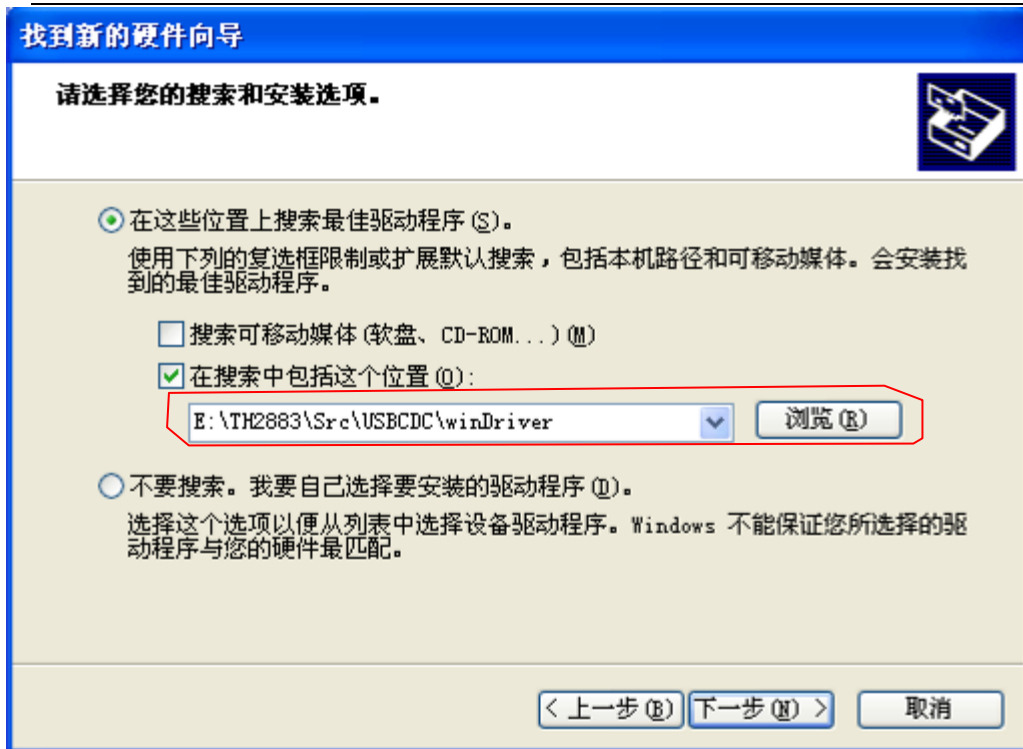 找到新的硬件向导
请选择您的搜索和安装选项。
在这些位置上搜索最佳驱动程序(S)。
使用下列的复选框限制或扩展默认搜索，包括本机路径和可移动媒体。会安装找
到的最佳驱动程序。
搜索可移动媒体(软盘、CD-ROM...)(M)
在搜索中包括这个位置(O):
E:\TH2883\Src\USBCDC\winDriver
浏览(R)
不要搜索。我要自己选择要安装的驱动程序(D)。
选择这个选项以便从列表中选择设备驱动程序。Windows 不能保证您所选择的驱
动程序与您的硬件最匹配。
< 上一步(B) 下一步(N) > 取消